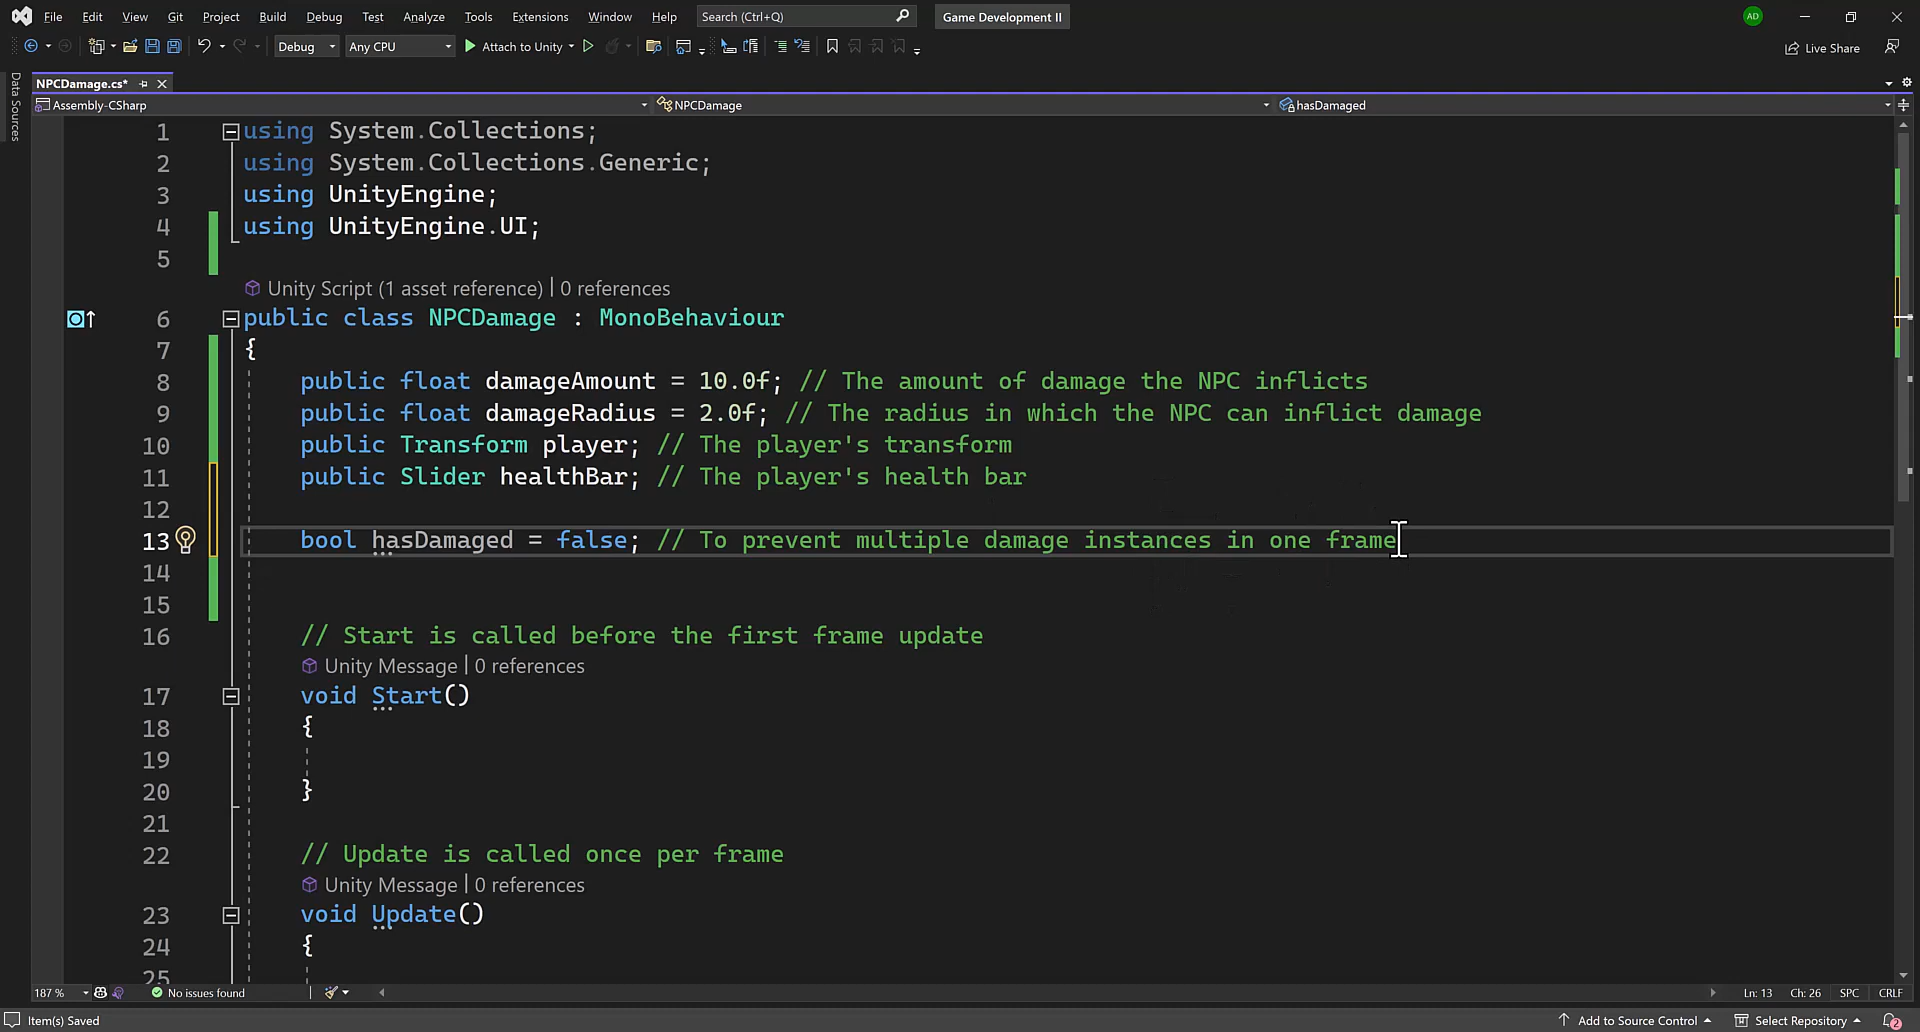 File Edit View Git Project Build Debug Test Analyze Tools Extensions Window Help Search (Ctrl+Q) Game Development II AD
Debug Any CPU Attach to Unity Live Share
NPCDamage.cs*
Assembly-CSharp NPCDamage hasDamaged
Data Sources
1 using System.Collections;
2 using System.Collections.Generic;
3 using UnityEngine;
4 using UnityEngine.UI;
5
Unity Script (1 asset reference) | 0 references
6 public class NPCDamage : MonoBehaviour
7 {
8 public float damageAmount = 10.0f; // The amount of damage the NPC inflicts
9 public float damageRadius = 2.0f; // The radius in which the NPC can inflict damage
10 public Transform player; // The player's transform
11 public Slider healthBar; // The player's health bar
12
13 bool hasDamaged = false; // To prevent multiple damage instances in one frame
14
15
16 // Start is called before the first frame update
Unity Message | 0 references
17 void Start()
18 {
19
20 }
21
22 // Update is called once per frame
Unity Message | 0 references
23 void Update()
24 {
25
187 % No issues found Ln: 13 Ch: 26 SPC CRLF
Item(s) Saved Add to Source Control Select Repository 2